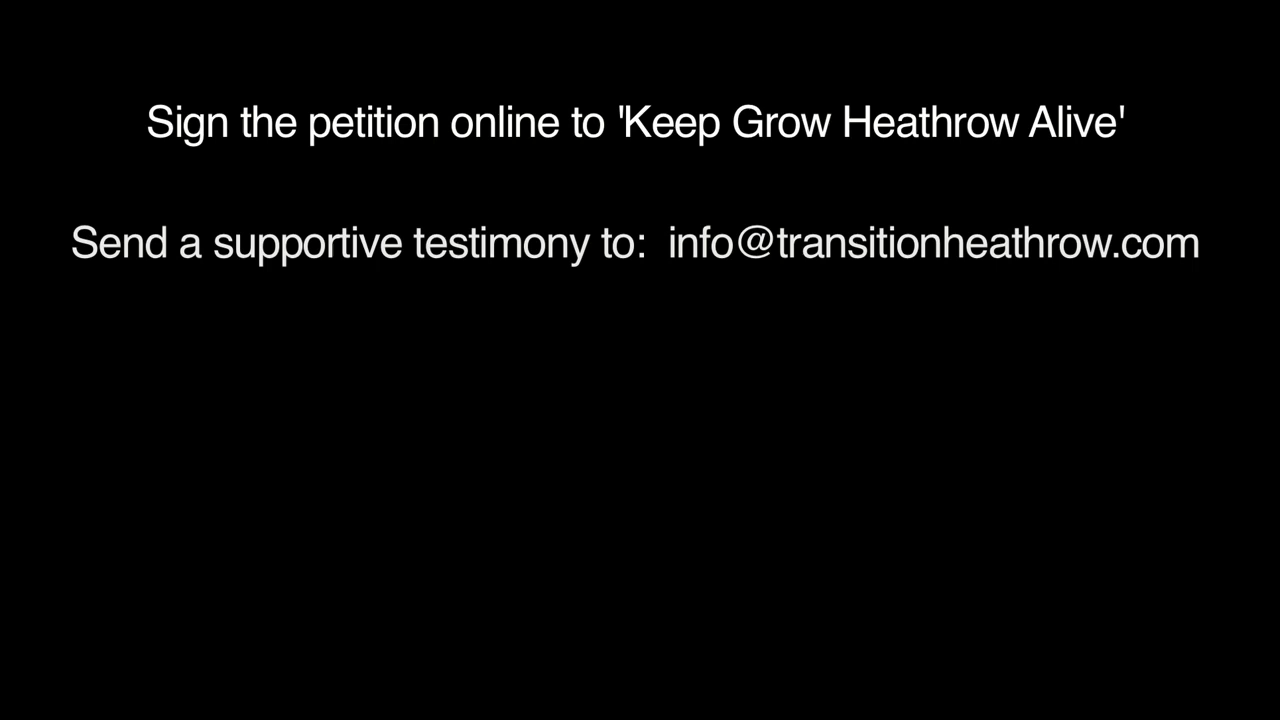 Sign the petition online to 'Keep Grow Heathrow Alive'
Send a supportive testimony to:  info@transitionheathrow.com